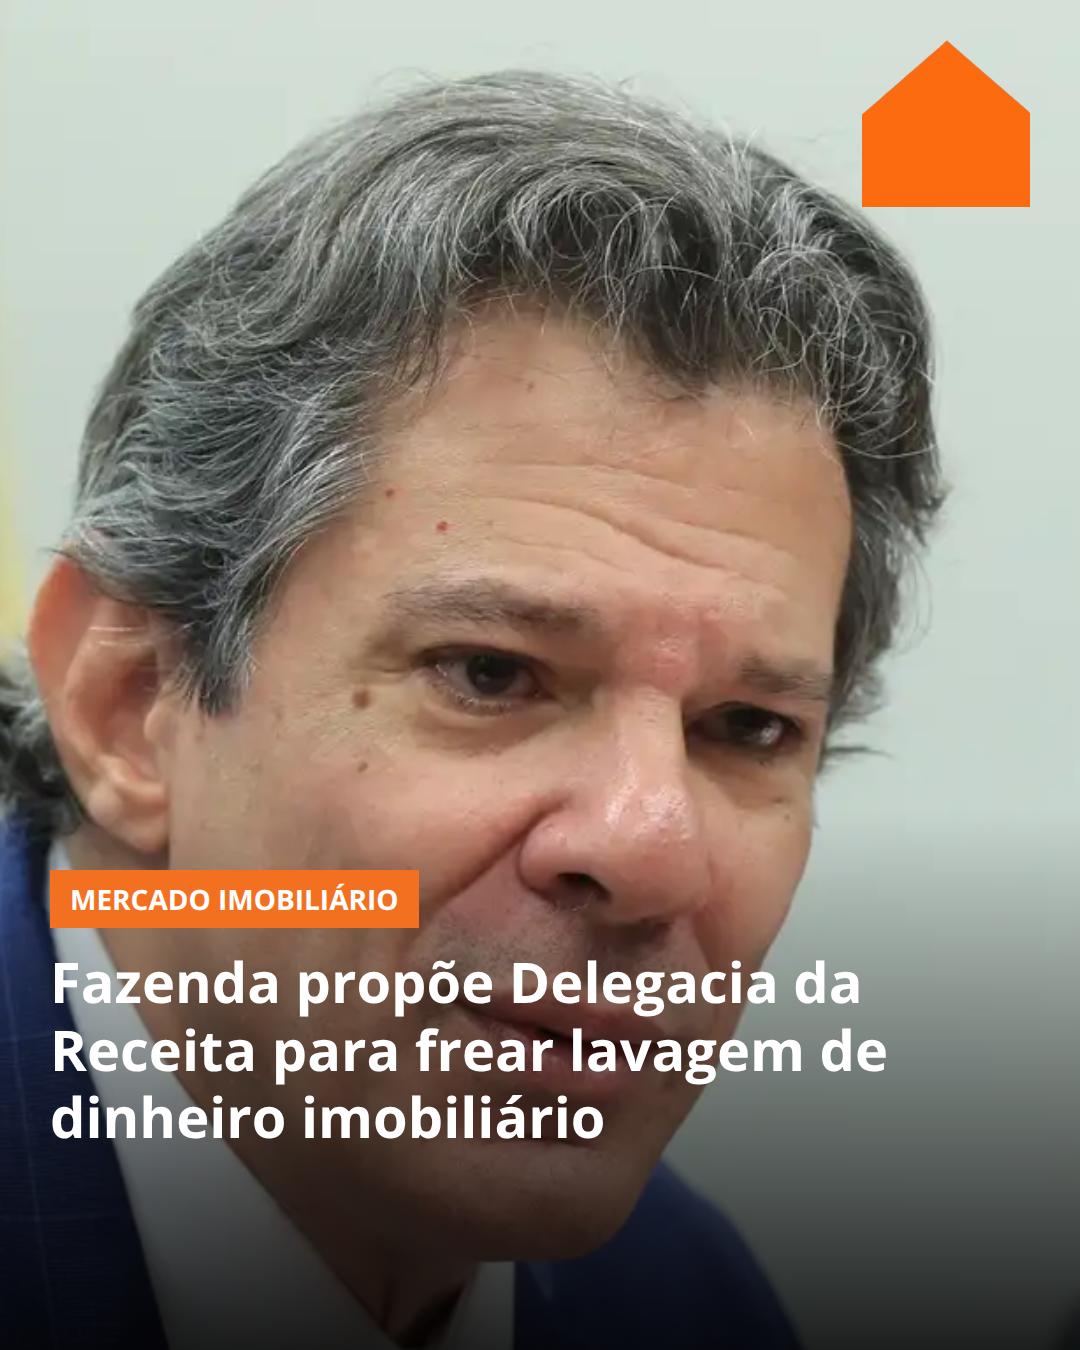 MERCADO IMOBILIÁRIO
Fazenda propõe Delegacia da
Receita para frear lavagem de
dinheiro imobiliário